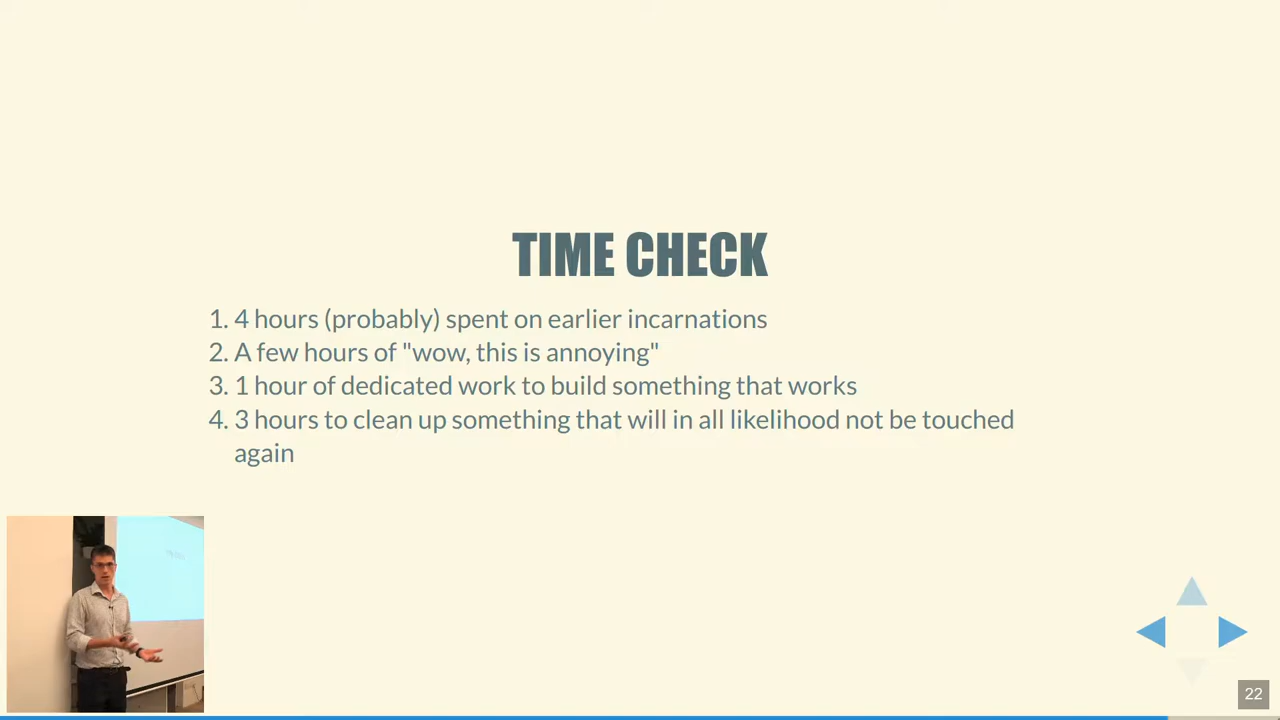 TIME CHECK
1. 4 hours (probably) spent on earlier incarnations
2. A few hours of "wow, this is annoying"
3. 1 hour of dedicated work to build something that works
4. 3 hours to clean up something that will in all likelihood not be touched
again
22